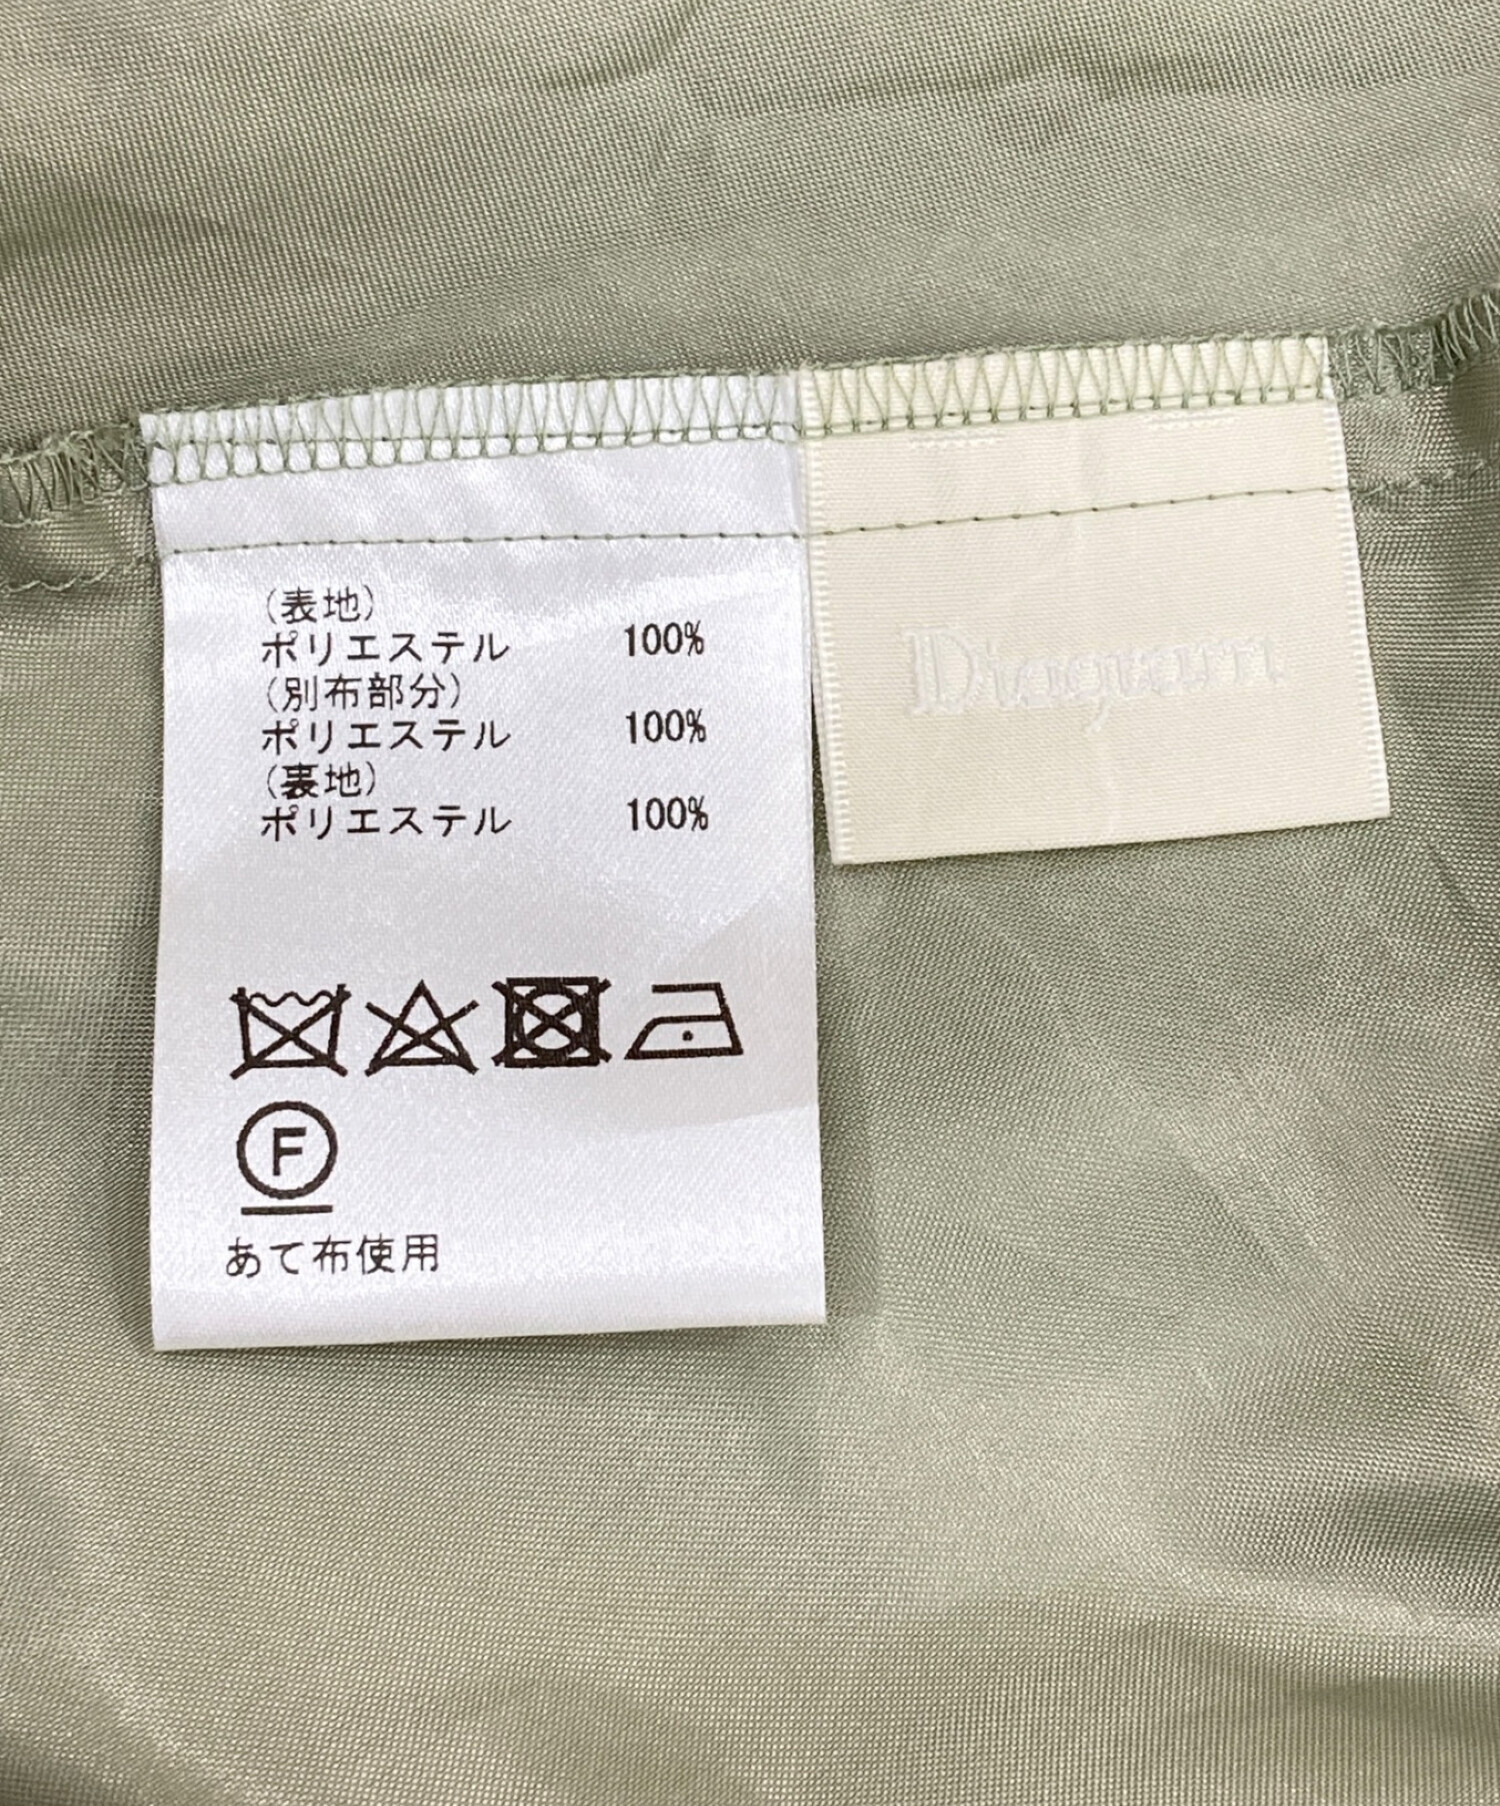 (表地)
ポリエステル 100%
(別布部分)
ポリエステル 100%
(裏地)
ポリエステル 100%
F
あて布使用
Diagram